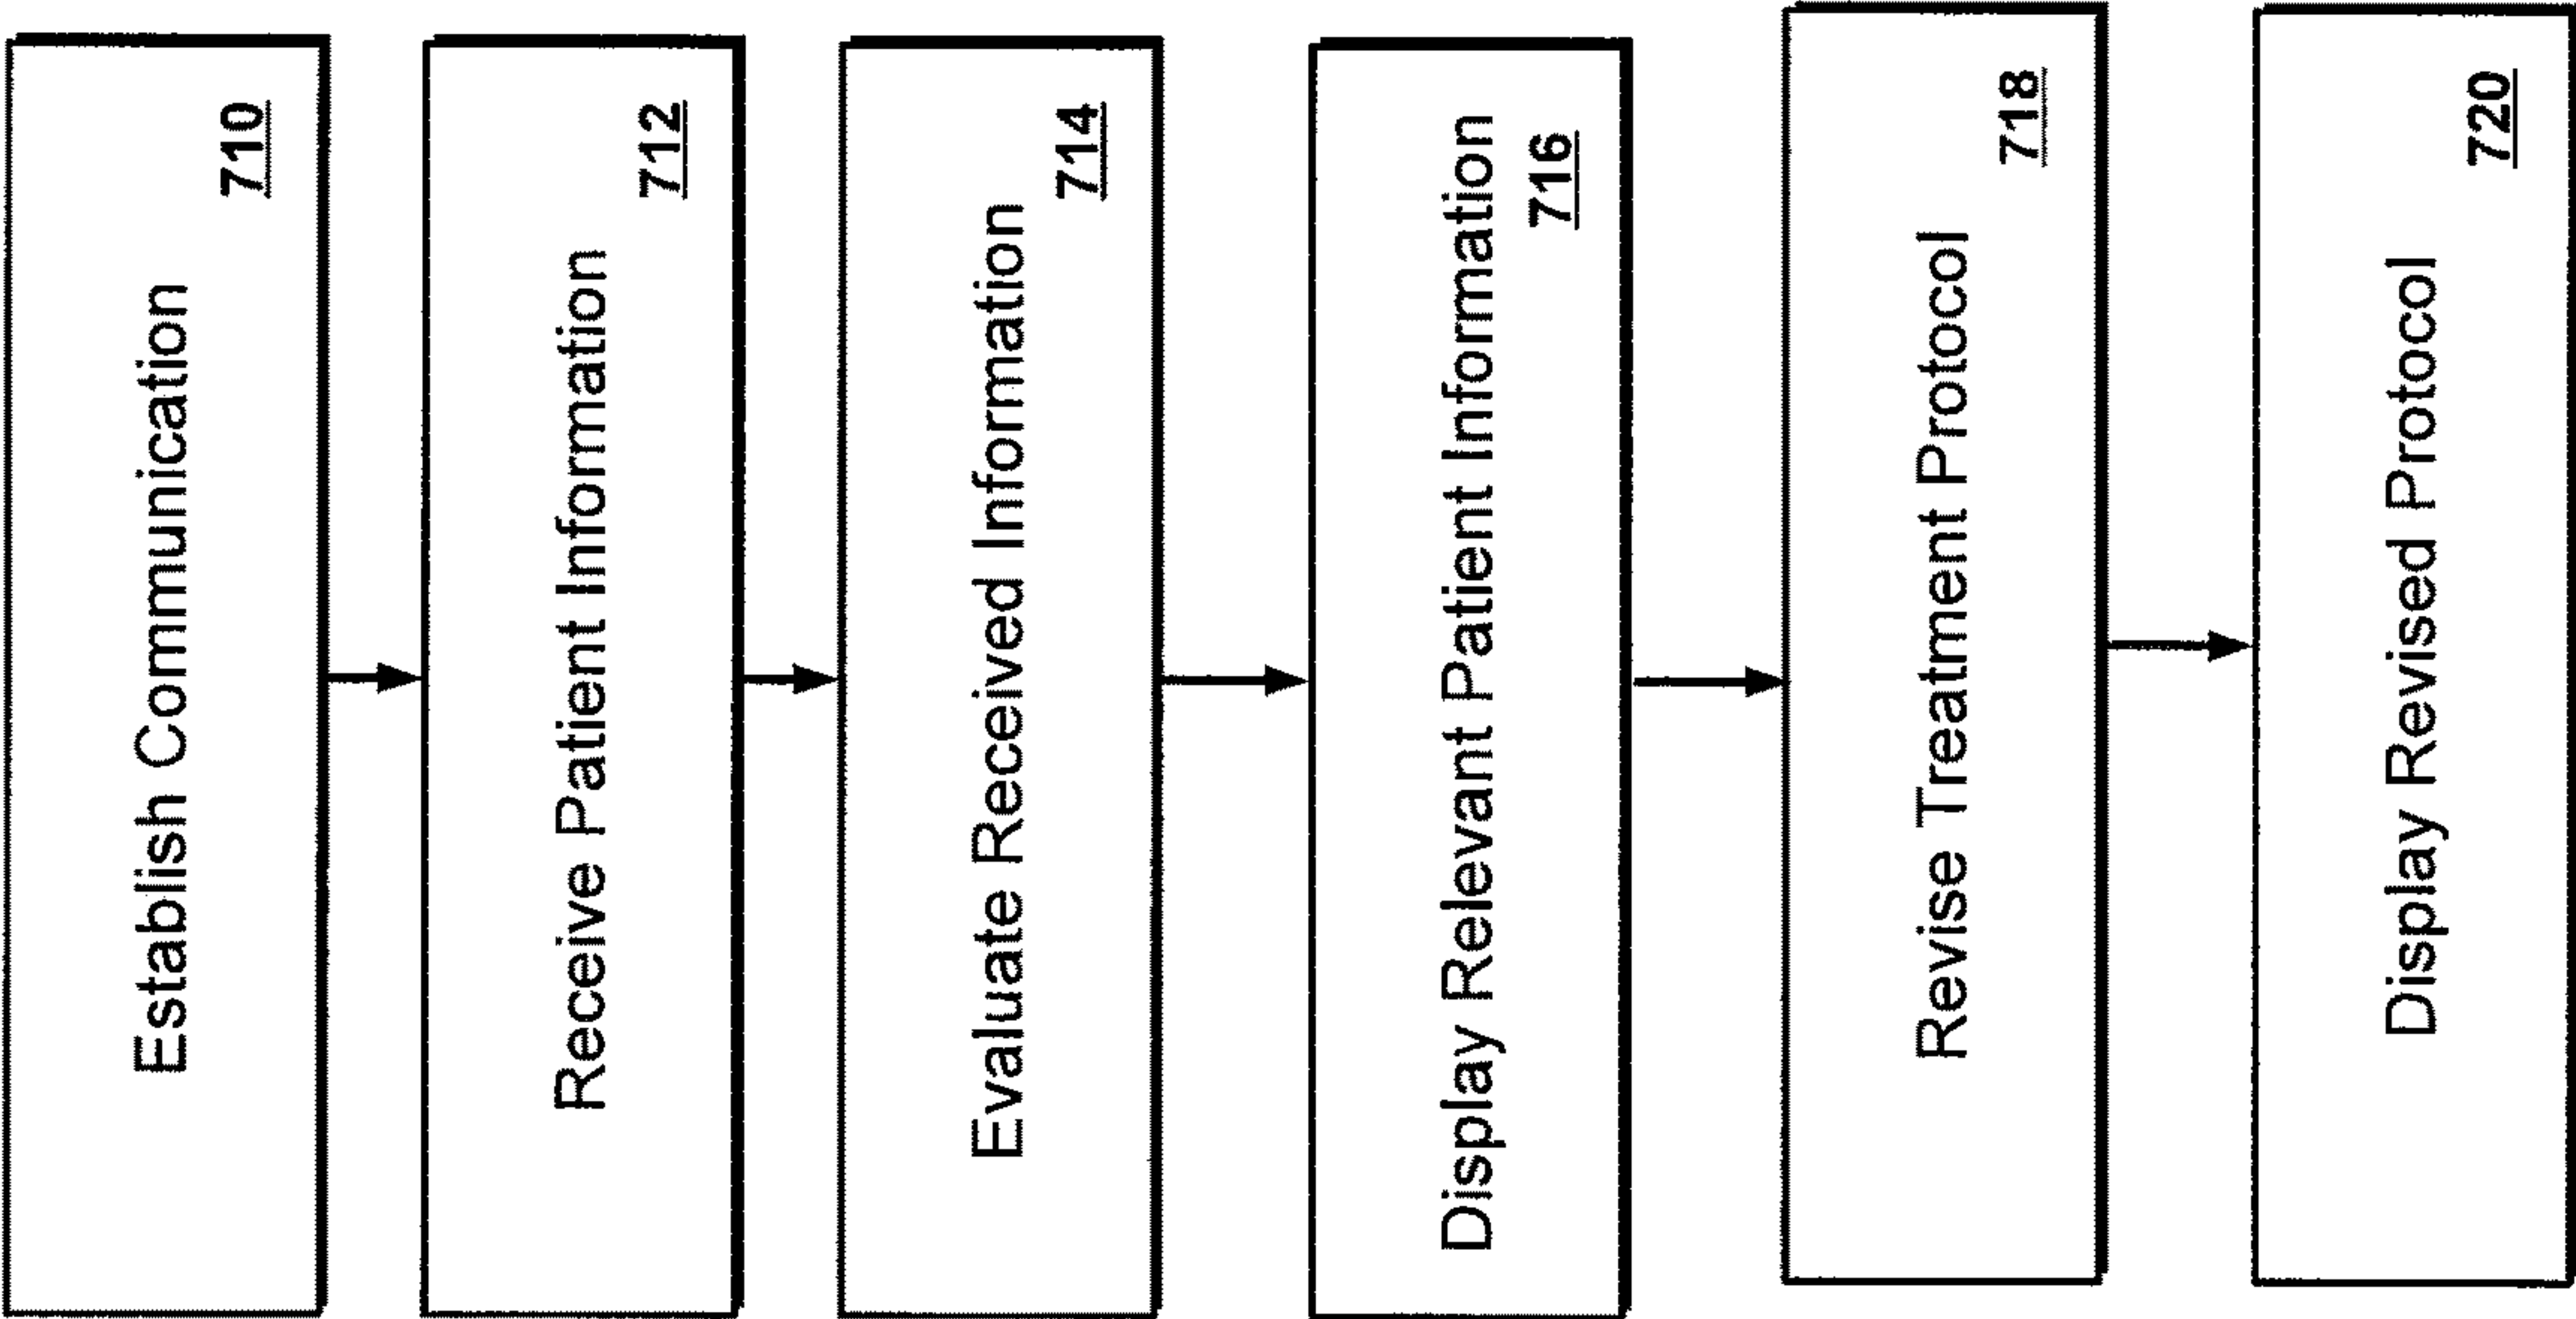 Establish Communication
710
Receive Patient Information
712
Evaluate Received Information
714
Display Relevant Patient Information
716
Revise Treatment Protocol
718
Display Revised Protocol
720